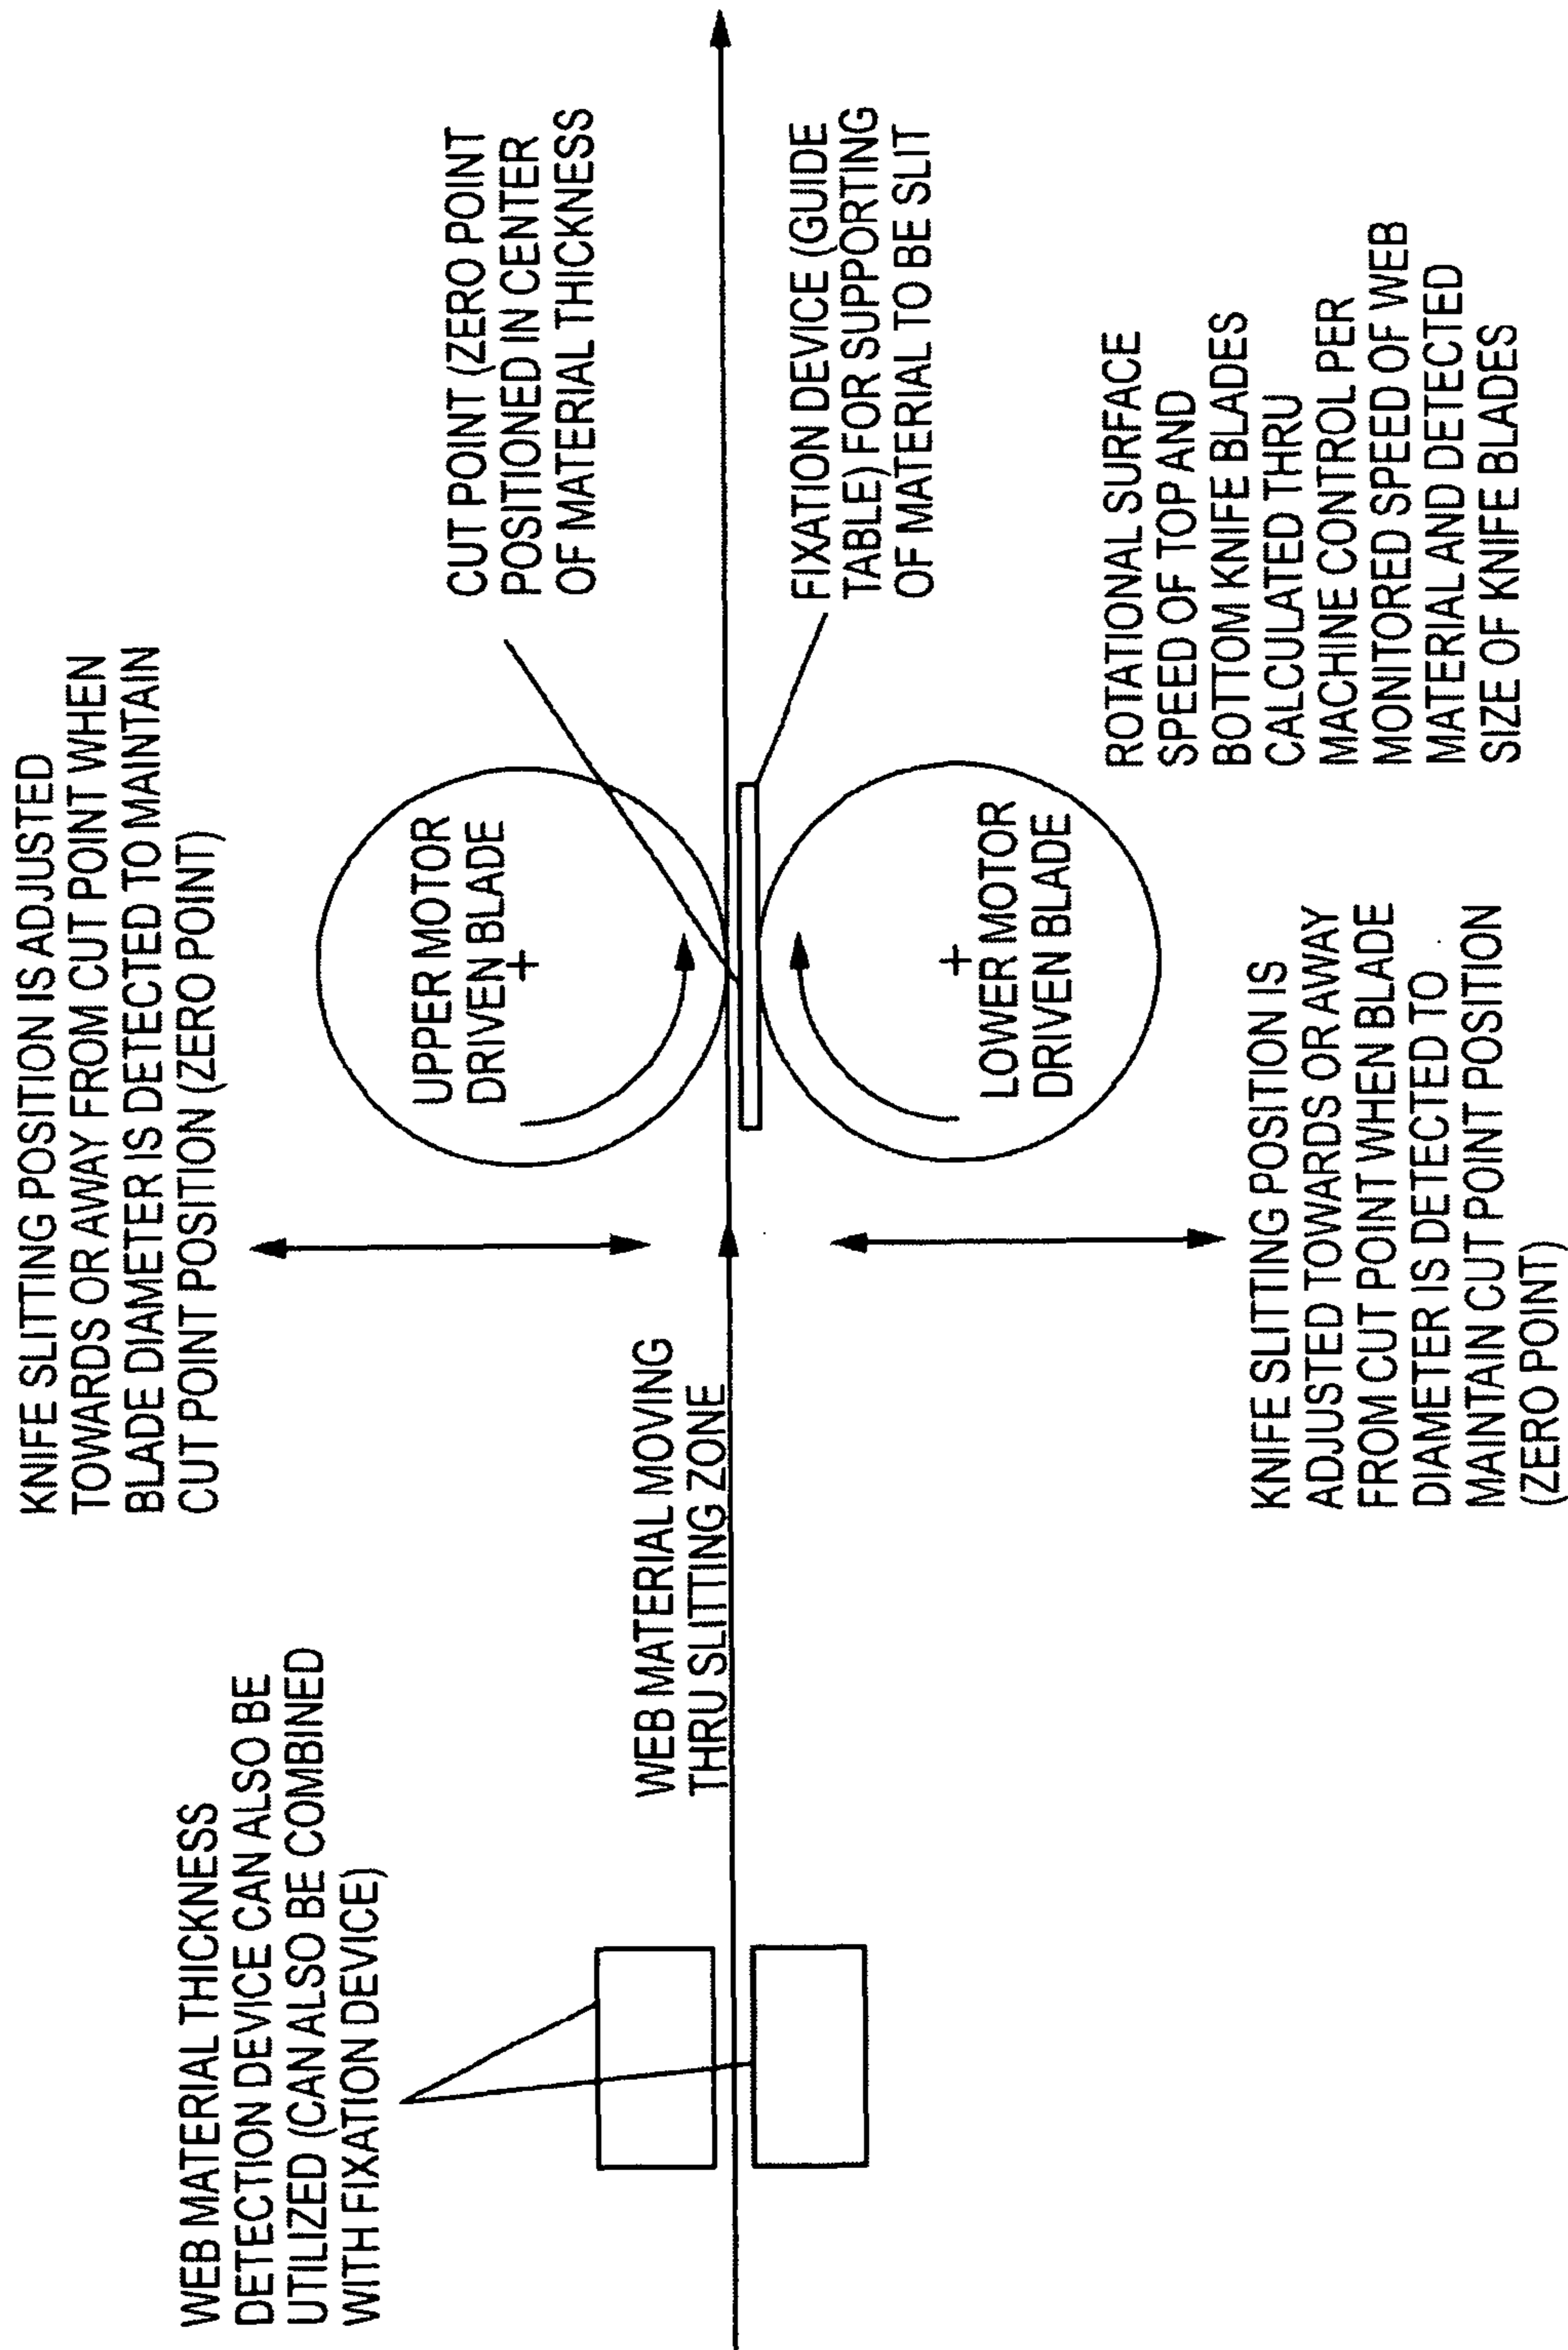 KNIFE SLITTING POSITION IS ADJUSTED
TOWARDS OR AWAY FROM CUT POINT WHEN
BLADE DIAMETER IS DETECTED TO MAINTAIN
CUT POINT POSITION (ZERO POINT)
WEB MATERIAL THICKNESS
DETECTION DEVICE CAN ALSO BE
UTILIZED (CAN ALSO BE COMBINED
WITH FIXATION DEVICE)
UPPER MOTOR
DRIVEN BLADE
CUT POINT (ZERO POINT
POSITIONED IN CENTER
OF MATERIAL THICKNESS
WEB MATERIAL MOVING
THRU SLITTING ZONE
FIXATION DEVICE (GUIDE
TABLE) FOR SUPPORTING
OF MATERIAL TO BE SLIT
LOWER MOTOR
DRIVEN BLADE
ROTATIONAL SURFACE
SPEED OF TOP AND
BOTTOM KNIFE BLADES
CALCULATED THRU
MACHINE CONTROL PER
MONITORED SPEED OF WEB
MATERIAL AND DETECTED
SIZE OF KNIFE BLADES
KNIFE SLITTING POSITION IS
ADJUSTED TOWARDS OR AWAY
FROM CUT POINT WHEN BLADE
DIAMETER IS DETECTED TO
MAINTAIN CUT POINT POSITION
(ZERO POINT)